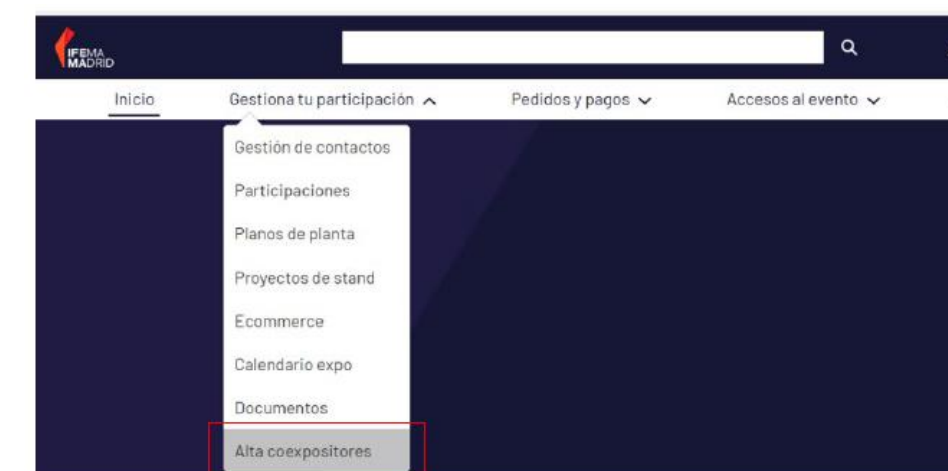 IFEMA
MADRID
Inicio Gestiona tu participación Pedidos y pagos Accesos al evento
Gestión de contactos
Participaciones
Planos de planta
Proyectos de stand
Ecommerce
Calendario expo
Documentos
Alta coexpositores